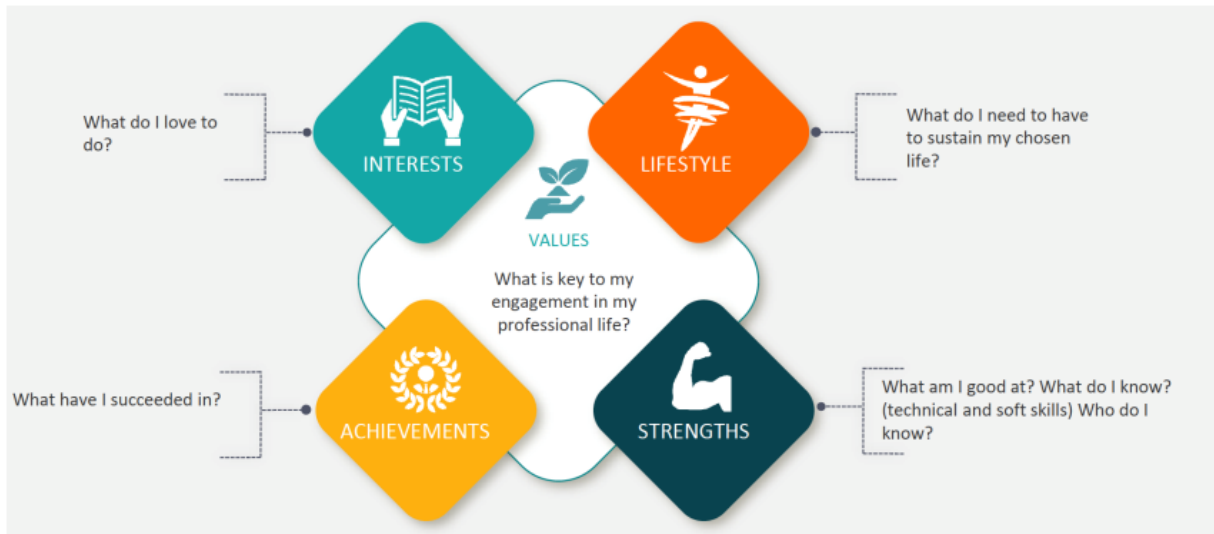 What do I love to
do?
INTERESTS
LIFESTYLE
What do I need to have
to sustain my chosen
life?
VALUES
What is key to my
engagement in my
professional life?
What have I succeeded in?
ACHIEVEMENTS
STRENGTHS
What am I good at? What do I know?
(technical and soft skills) Who do I
know?